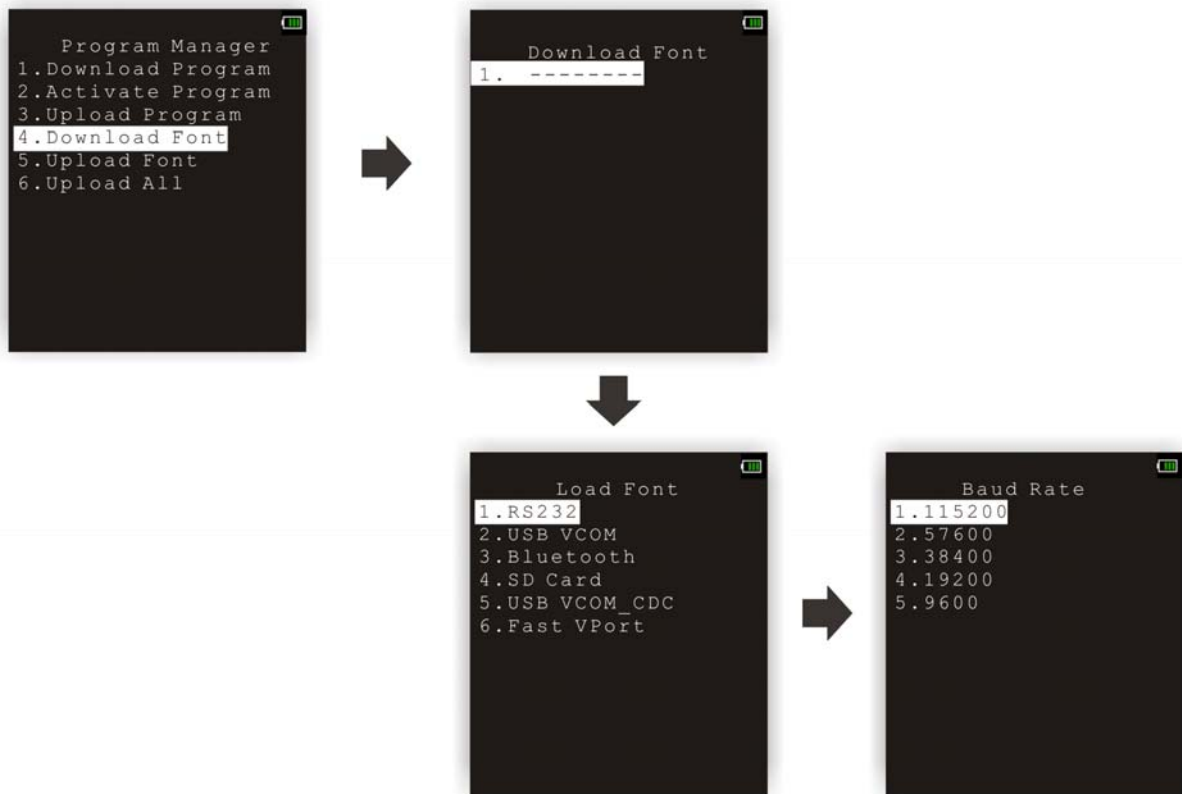 Program Manager
1.Download Program
2.Activate Program
3.Upload Program
4.Download Font
5.Upload Font
6.Upload All
Download Font
1. --------
Load Font
1.RS232
2.USB VCOM
3.Bluetooth
4.SD Card
5.USB VCOM_CDC
6.Fast VPort
Baud Rate
1.115200
2.57600
3.38400
4.19200
5.9600